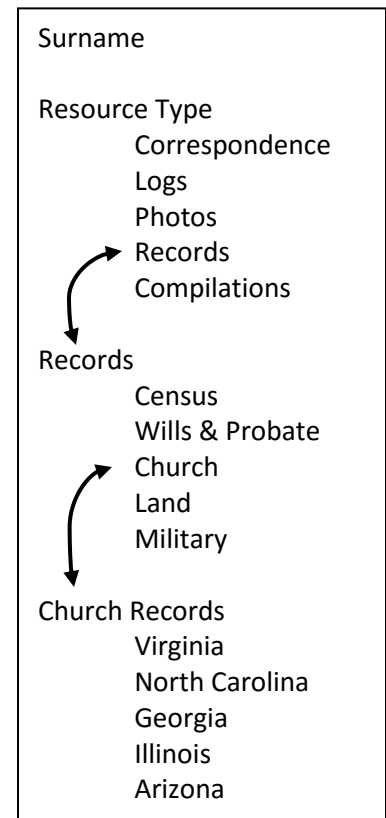 Surname
Resource Type
Correspondence
Logs
Photos
Records
Compilations
Records
Census
Wills & Probate
Church
Land
Military
Church Records
Virginia
North Carolina
Georgia
Illinois
Arizona